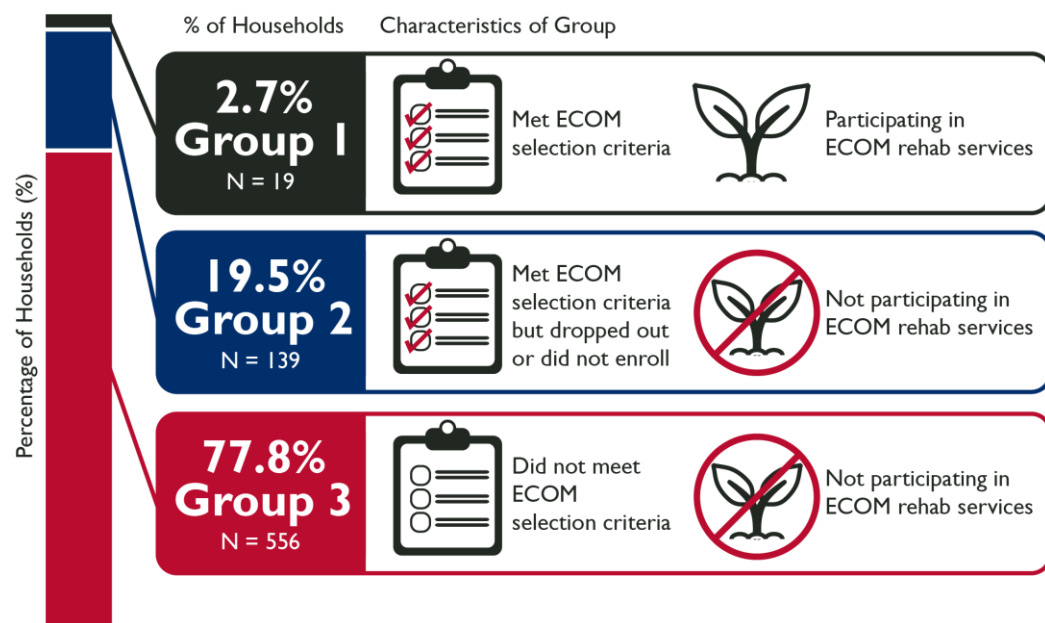 % of Households
Characteristics of Group
Percentage of Households (%)
2.7%
Group 1
N = 19
Met ECOM
selection criteria
Participating in
ECOM rehab services
19.5%
Group 2
N = 139
Met ECOM
selection criteria
but dropped out
or did not enroll
Not participating in
ECOM rehab services
77.8%
Group 3
N = 556
Did not meet
ECOM
selection criteria
Not participating in
ECOM rehab services